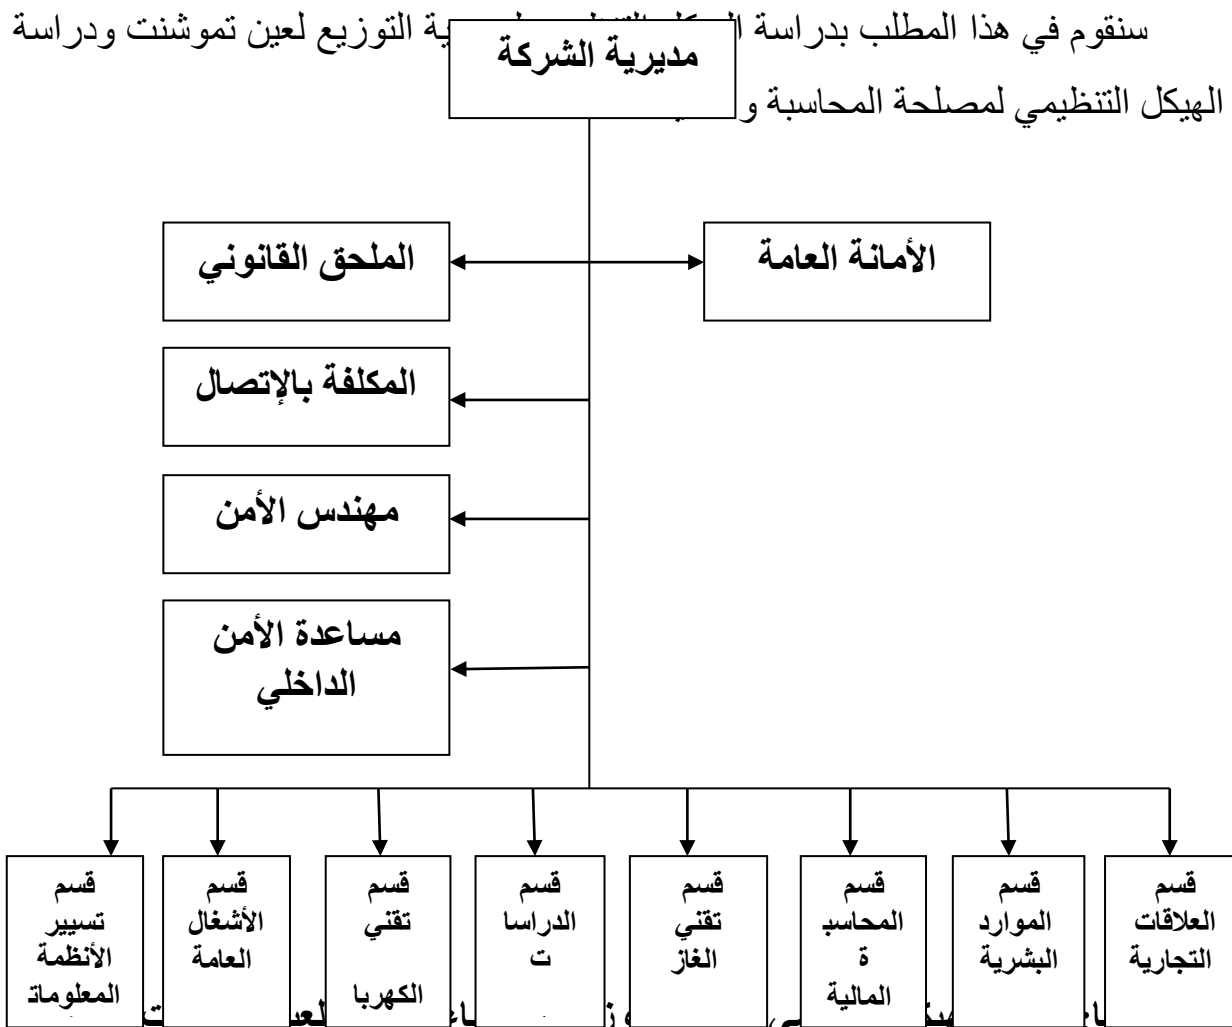 سنقوم في هذا المطلب بدراسة التوزيع لعين تموشنت ودراسة
مديرية الشركة
الهيكل التنظيمي لمصلحة المحاسبة و
الأمانة العامة
الملحق القانوني
المكلفة بالإتصال
مهندس الأمن
مساعدة الأمن
الداخلي
قسم
العلاقات
التجارية
قسم
الموارد
البشرية
قسم
المحاسب
ة
المالية
قسم
تقني
الغاز
قسم
الدراسا
ت
قسم
تقني
الكهربا
قسم
الأشغال
العامة
قسم
تسيير
الأنظمة
المعلومات